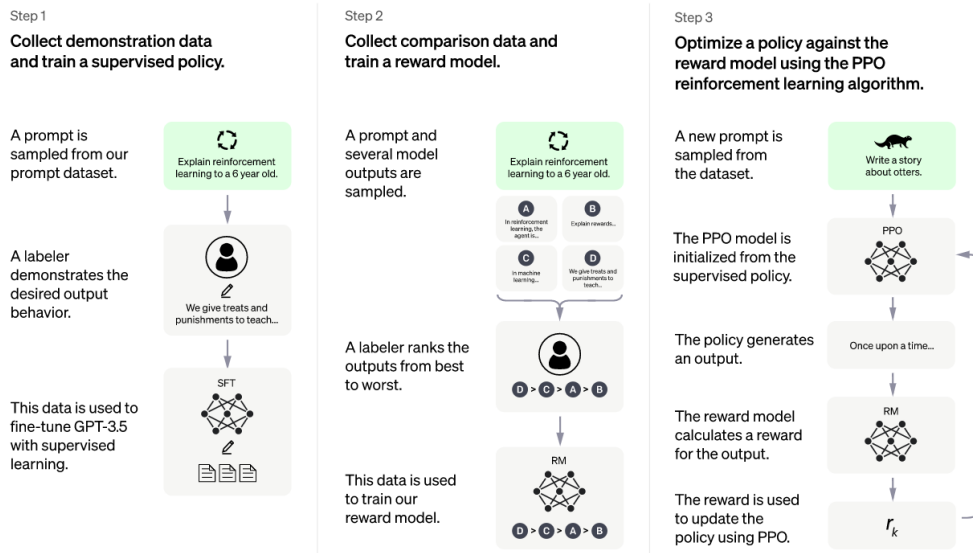 Step 1
Collect demonstration data
and train a supervised policy.
A prompt is
sampled from our
prompt dataset.
Explain reinforcement
learning to a 6 year old.
A labeler
demonstrates the
desired output
behavior.
We give treats and
punishments to teach...
This data is used to
fine-tune GPT-3.5
with supervised
learning.
SFT
Step 2
Collect comparison data and
train a reward model.
A prompt and
several model
outputs are
sampled.
Explain reinforcement
learning to a 6 year old.
A
In reinforcement
learning, the
agent is...
B
Explain rewards...
C
In machine
learning...
D
We give treats and
punishments to
teach...
A labeler ranks the
outputs from best
to worst.
D > C > A > B
This data is used
to train our
reward model.
RM
D > C > A > B
Step 3
Optimize a policy against the
reward model using the PPO
reinforcement learning algorithm.
A new prompt is
sampled from
the dataset.
Write a story
about otters.
The PPO model is
initialized from the
supervised policy.
PPO
The policy generates
an output.
Once upon a time...
The reward model
calculates a reward
for the output.
RM
The reward is used
to update the
policy using PPO.
rₖ